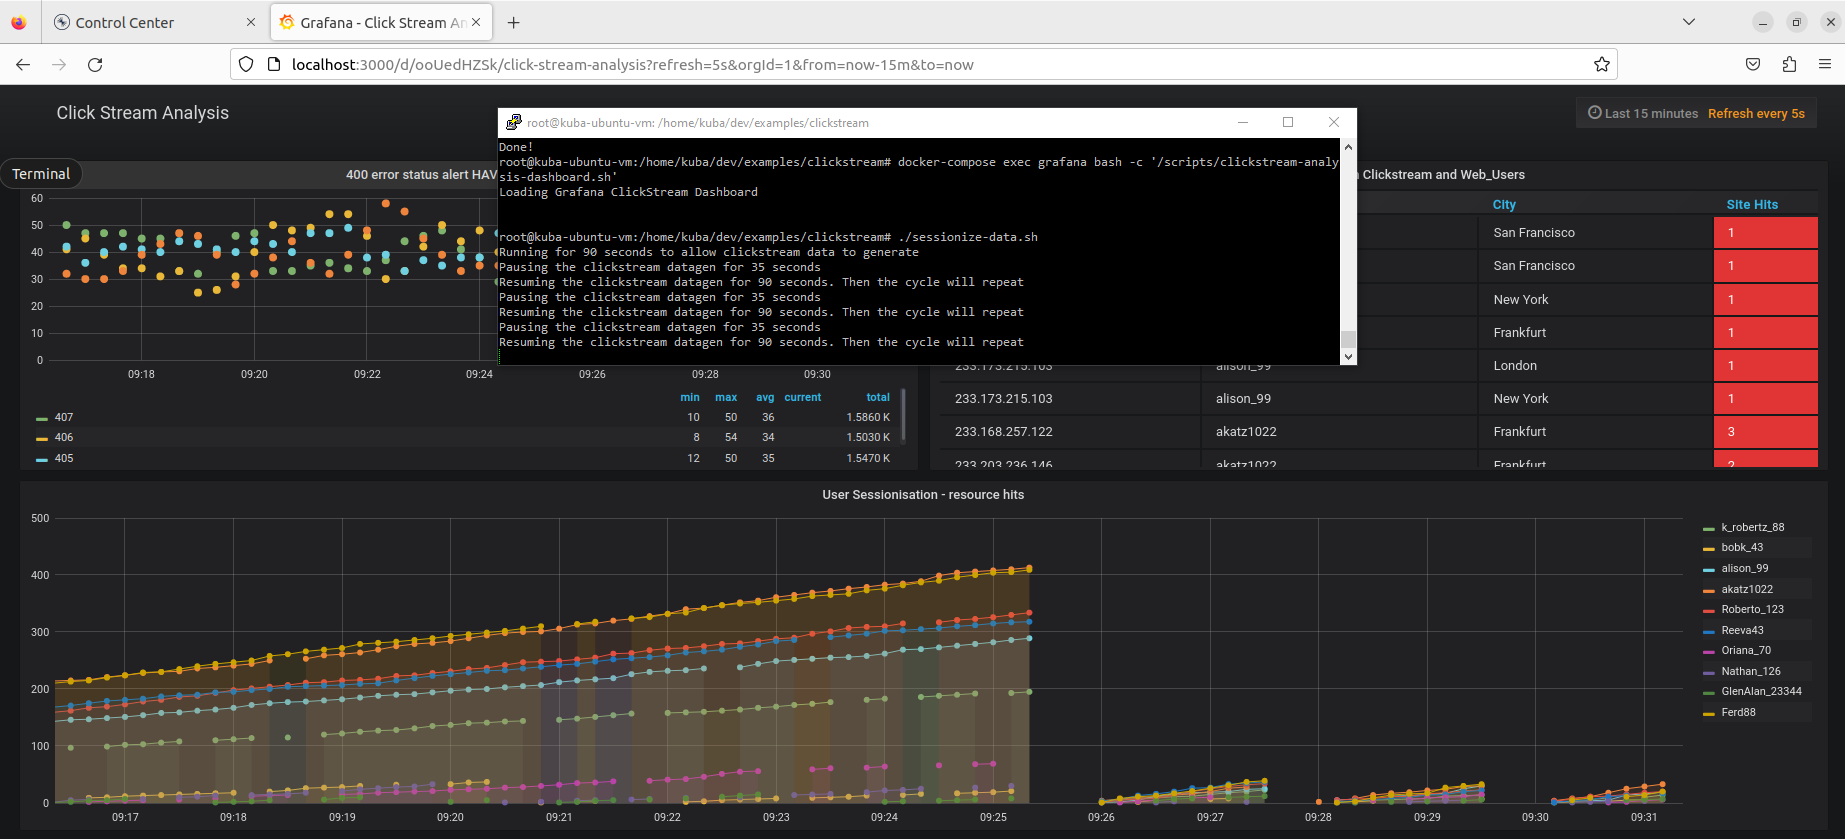 Control Center
Grafana - Click Stream An
localhost:3000/d/ooUedHZSk/click-stream-analysis?refresh=5s&orgId=1&from=now-15m&to=now
Click Stream Analysis
Last 15 minutes Refresh every 5s
Terminal
400 error status alert HAV
root@kuba-ubuntu-vm: /home/kuba/dev/examples/clickstream
Done!
root@kuba-ubuntu-vm:/home/kuba/dev/examples/clickstream# docker-compose exec grafana bash -c '/scripts/clickstream-analy
sis-dashboard.sh'
Loading Grafana ClickStream Dashboard
root@kuba-ubuntu-vm:/home/kuba/dev/examples/clickstream# ./sessionize-data.sh
Running for 90 seconds to allow clickstream data to generate
Pausing the clickstream datagen for 35 seconds
Resuming the clickstream datagen for 90 seconds. Then the cycle will repeat
Pausing the clickstream datagen for 35 seconds
Resuming the clickstream datagen for 90 seconds. Then the cycle will repeat
Pausing the clickstream datagen for 35 seconds
Resuming the clickstream datagen for 90 seconds. Then the cycle will repeat
60
50
40
30
20
10
0
09:18 09:20 09:22 09:24 09:26 09:28 09:30
min max avg current total
407 10 50 36 1.5860 K
406 8 54 34 1.5030 K
405 12 50 35 1.5470 K
Clickstream and Web_Users
City Site Hits
San Francisco 1
San Francisco 1
New York 1
Frankfurt 1
233.173.215.103 alison_99 London 1
233.173.215.103 alison_99 New York 1
233.168.257.122 akatz1022 Frankfurt 3
233.203.236.146 akatz1022 Frankfurt 2
User Sessionisation - resource hits
500
400
300
200
100
0
09:17 09:18 09:19 09:20 09:21 09:22 09:23 09:24 09:25 09:26 09:27 09:28 09:29 09:30 09:31
k_robertz_88
bobk_43
alison_99
akatz1022
Roberto_123
Reeva43
Oriana_70
Nathan_126
GlenAlan_23344
Ferd88